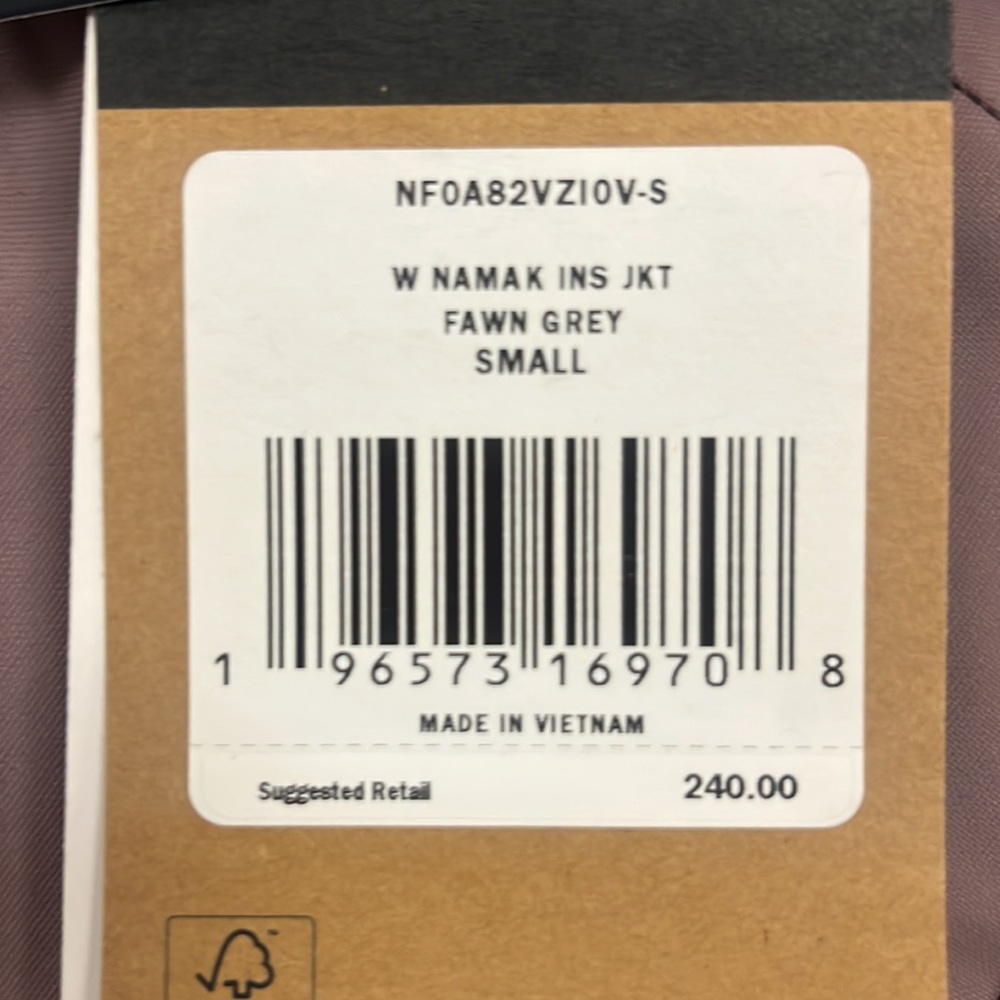 NF0A82VZI0V-S
W NAMAK INS JKT
FAWN GREY
SMALL
1 96573 16970 8
MADE IN VIETNAM
Suggested Retail 240.00